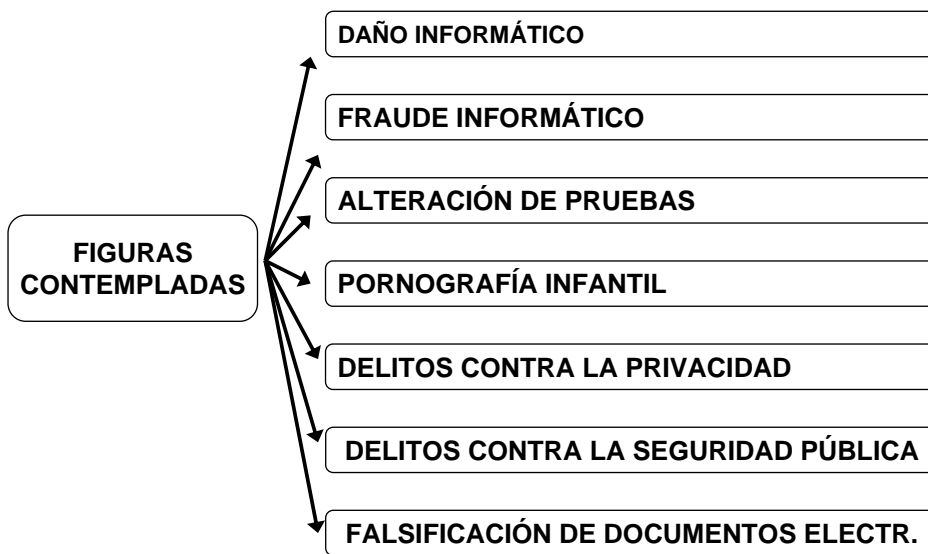 DAÑO INFORMÁTICO
FRAUDE INFORMÁTICO
ALTERACIÓN DE PRUEBAS
FIGURAS
CONTEMPLADAS
PORNOGRAFÍA INFANTIL
DELITOS CONTRA LA PRIVACIDAD
DELITOS CONTRA LA SEGURIDAD PÚBLICA
FALSIFICACIÓN DE DOCUMENTOS ELECTR.